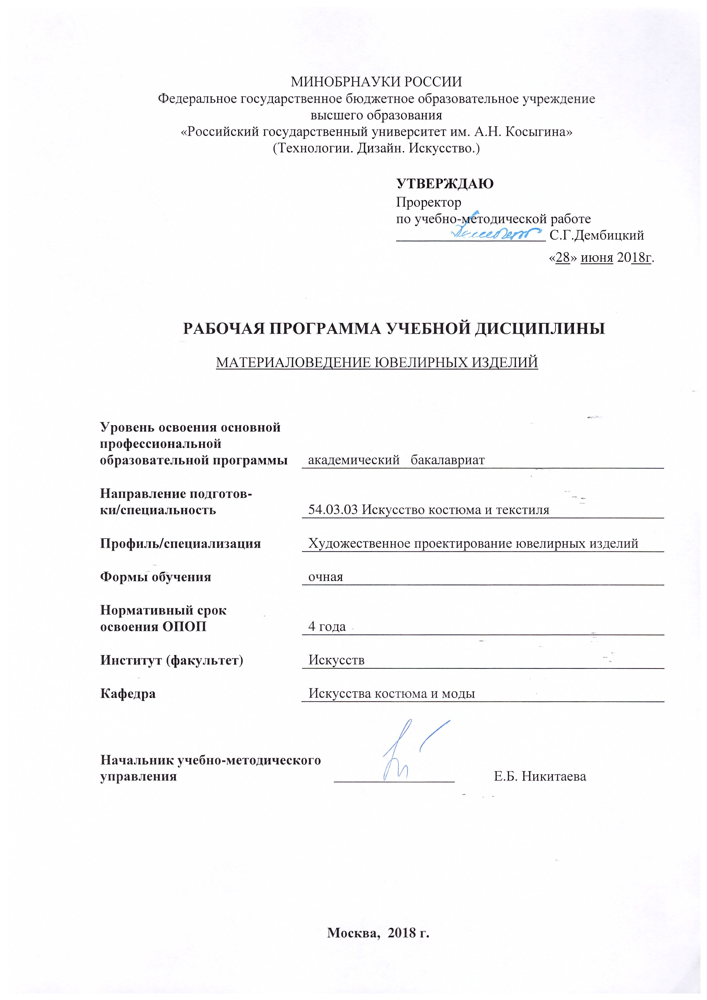 МИНОБРНАУКИ РОССИИ
Федеральное государственное бюджетное образовательное учреждение
высшего образования
«Российский государственный университет им. А.Н. Косыгина»
(Технологии. Дизайн. Искусство.)
УТВЕРЖДАЮ
Проректор
по учебно-методической работе
С.Г.Дембицкий
«28» июня 2018г.
РАБОЧАЯ ПРОГРАММА УЧЕБНОЙ ДИСЦИПЛИНЫ
МАТЕРИАЛОВЕДЕНИЕ ЮВЕЛИРНЫХ ИЗДЕЛИЙ
Уровень освоения основной
профессиональной
образовательной программы академический бакалавриат
Направление подготов-
ки/специальность 54.03.03 Искусство костюма и текстиля
Профиль/специализация Художественное проектирование ювелирных изделий
Формы обучения очная
Нормативный срок
освоения ОПОП 4 года
Институт (факультет) Искусств
Кафедра Искусства костюма и моды
Начальник учебно-методического
управления Е.Б. Никитаева
Москва, 2018 г.